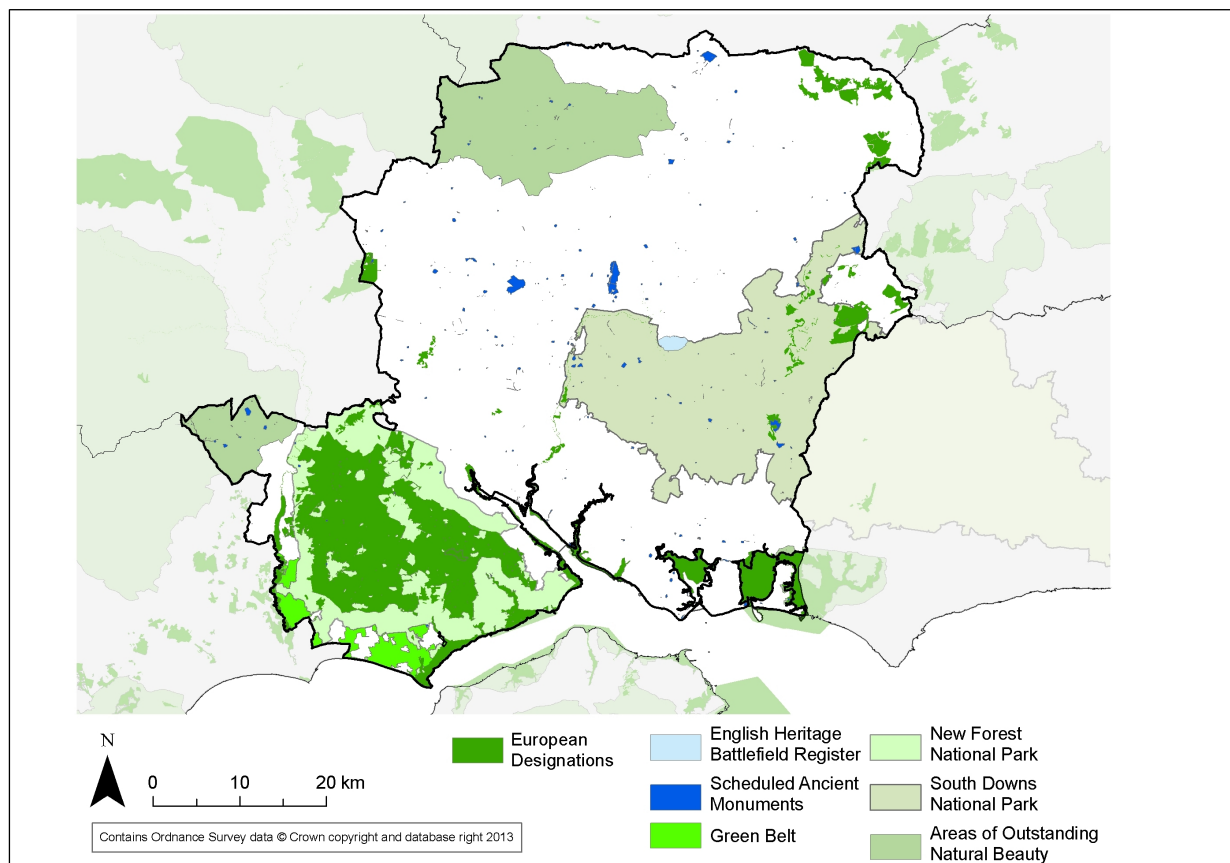 N
0 10 20 km
Contains Ordnance Survey data © Crown copyright and database right 2013
European
Designations
English Heritage
Battlefield Register
Scheduled Ancient
Monuments
Green Belt
New Forest
National Park
South Downs
National Park
Areas of Outstanding
Natural Beauty